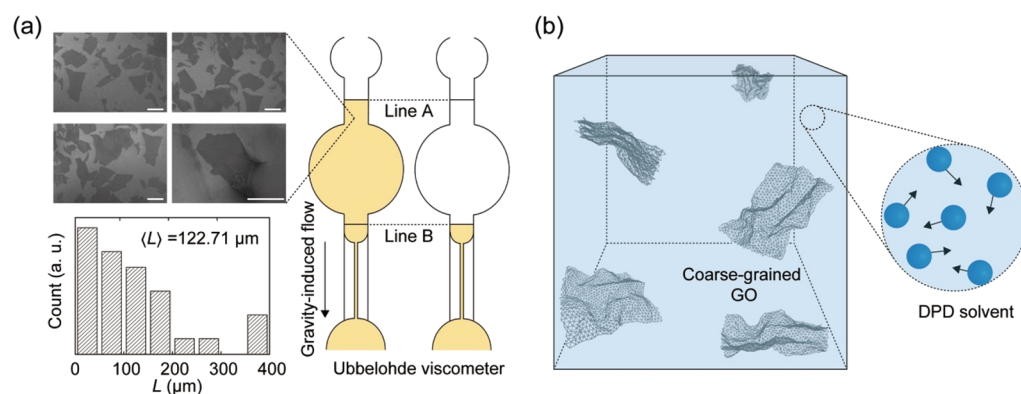 (a)
Line A
Line B
Gravity-induced flow
Ubbelohde viscometer
⟨L⟩ =122.71 μm
Count (a. u.)
0 100 200 300 400
L (μm)
(b)
Coarse-grained
GO
DPD solvent